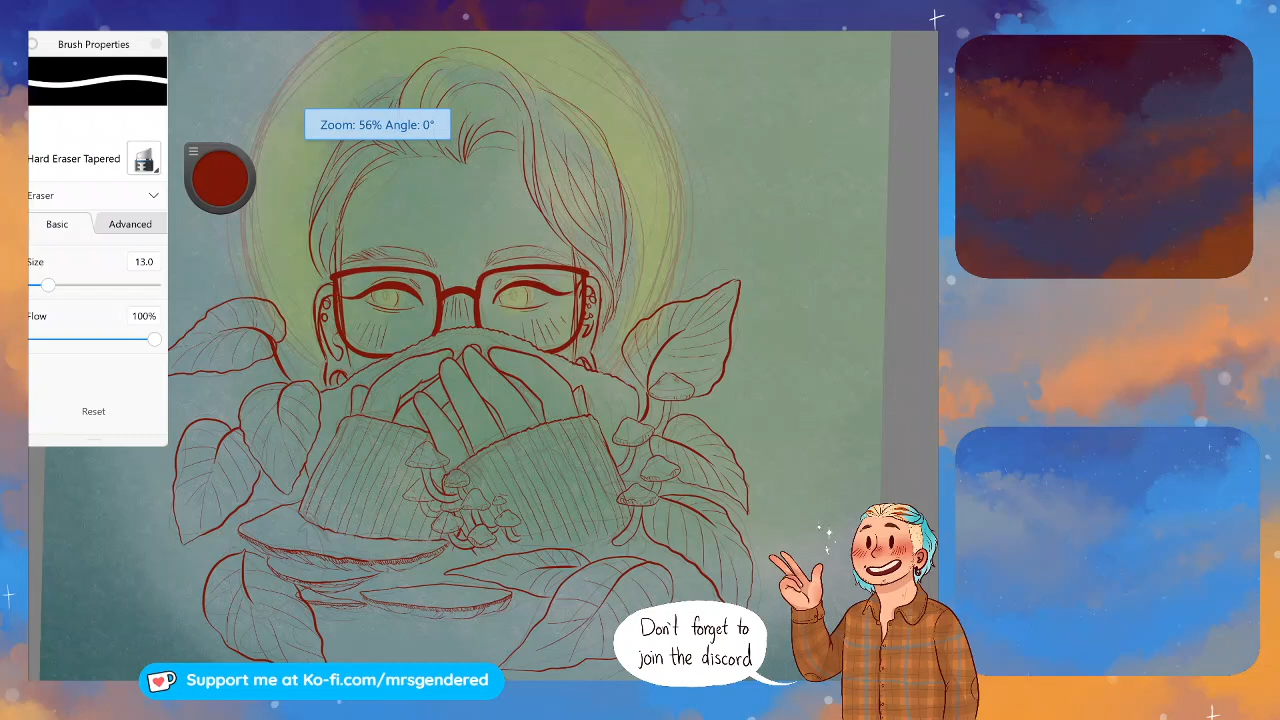 Brush Properties
Zoom: 56% Angle: 0°
Hard Eraser Tapered
Eraser
Basic
Advanced
Size
13.0
Flow
100%
Reset
Don't forget to
join the discord
Support me at Ko-fi.com/mrsgendered